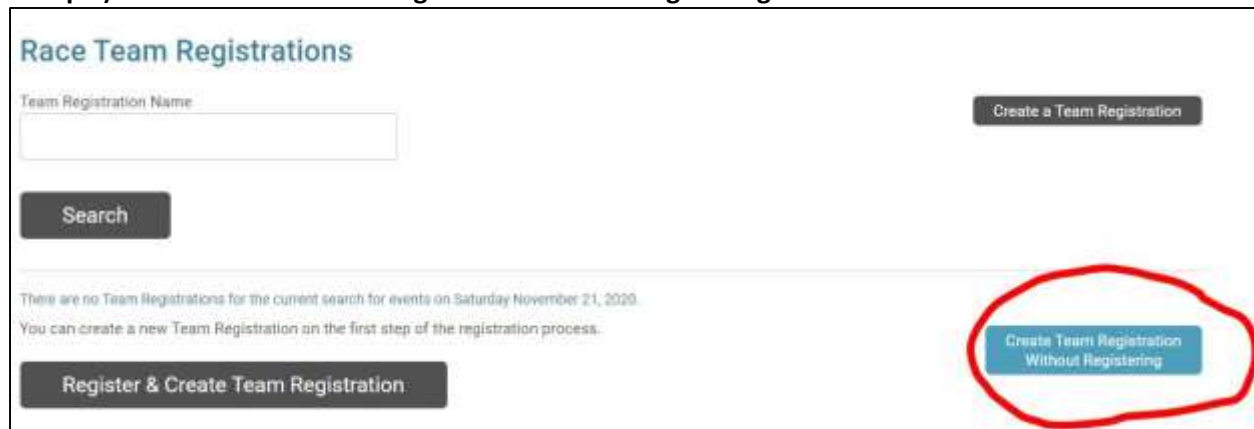 Race Team Registrations
Team Registration Name
Create a Team Registration
Search
There are no Team Registrations for the current search for events on Saturday November 21, 2020.
You can create a new Team Registration on the first step of the registration process.
Create Team Registration
Without Registering
Register & Create Team Registration